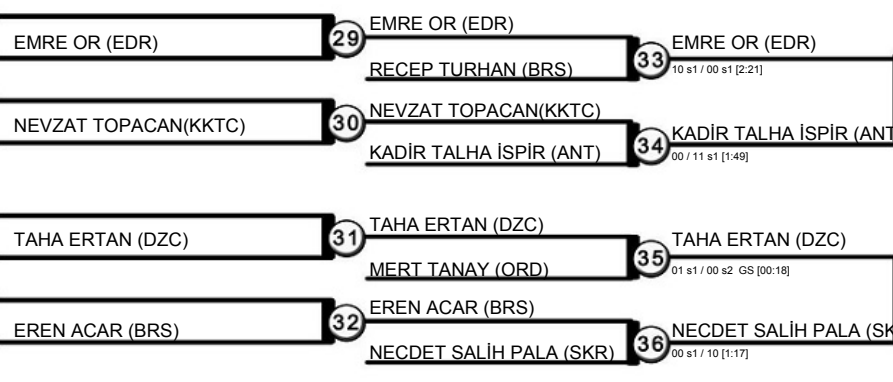 EMRE OR (EDR)
29
EMRE OR (EDR)
RECEP TURHAN (BRS)
33
EMRE OR (EDR)
10 s1 / 00 s1 [2:21]
NEVZAT TOPACAN(KKTC)
30
NEVZAT TOPACAN(KKTC)
KADİR TALHA İSPİR (ANT)
34
KADİR TALHA İSPİR (ANT
00 / 11 s1 [1:49]
TAHA ERTAN (DZC)
31
TAHA ERTAN (DZC)
MERT TANAY (ORD)
35
TAHA ERTAN (DZC)
01 s1 / 00 s2 GS [00:18]
EREN ACAR (BRS)
32
EREN ACAR (BRS)
NECDET SALİH PALA (SKR)
36
NECDET SALİH PALA (SK
00 s1 / 10 [1:17]